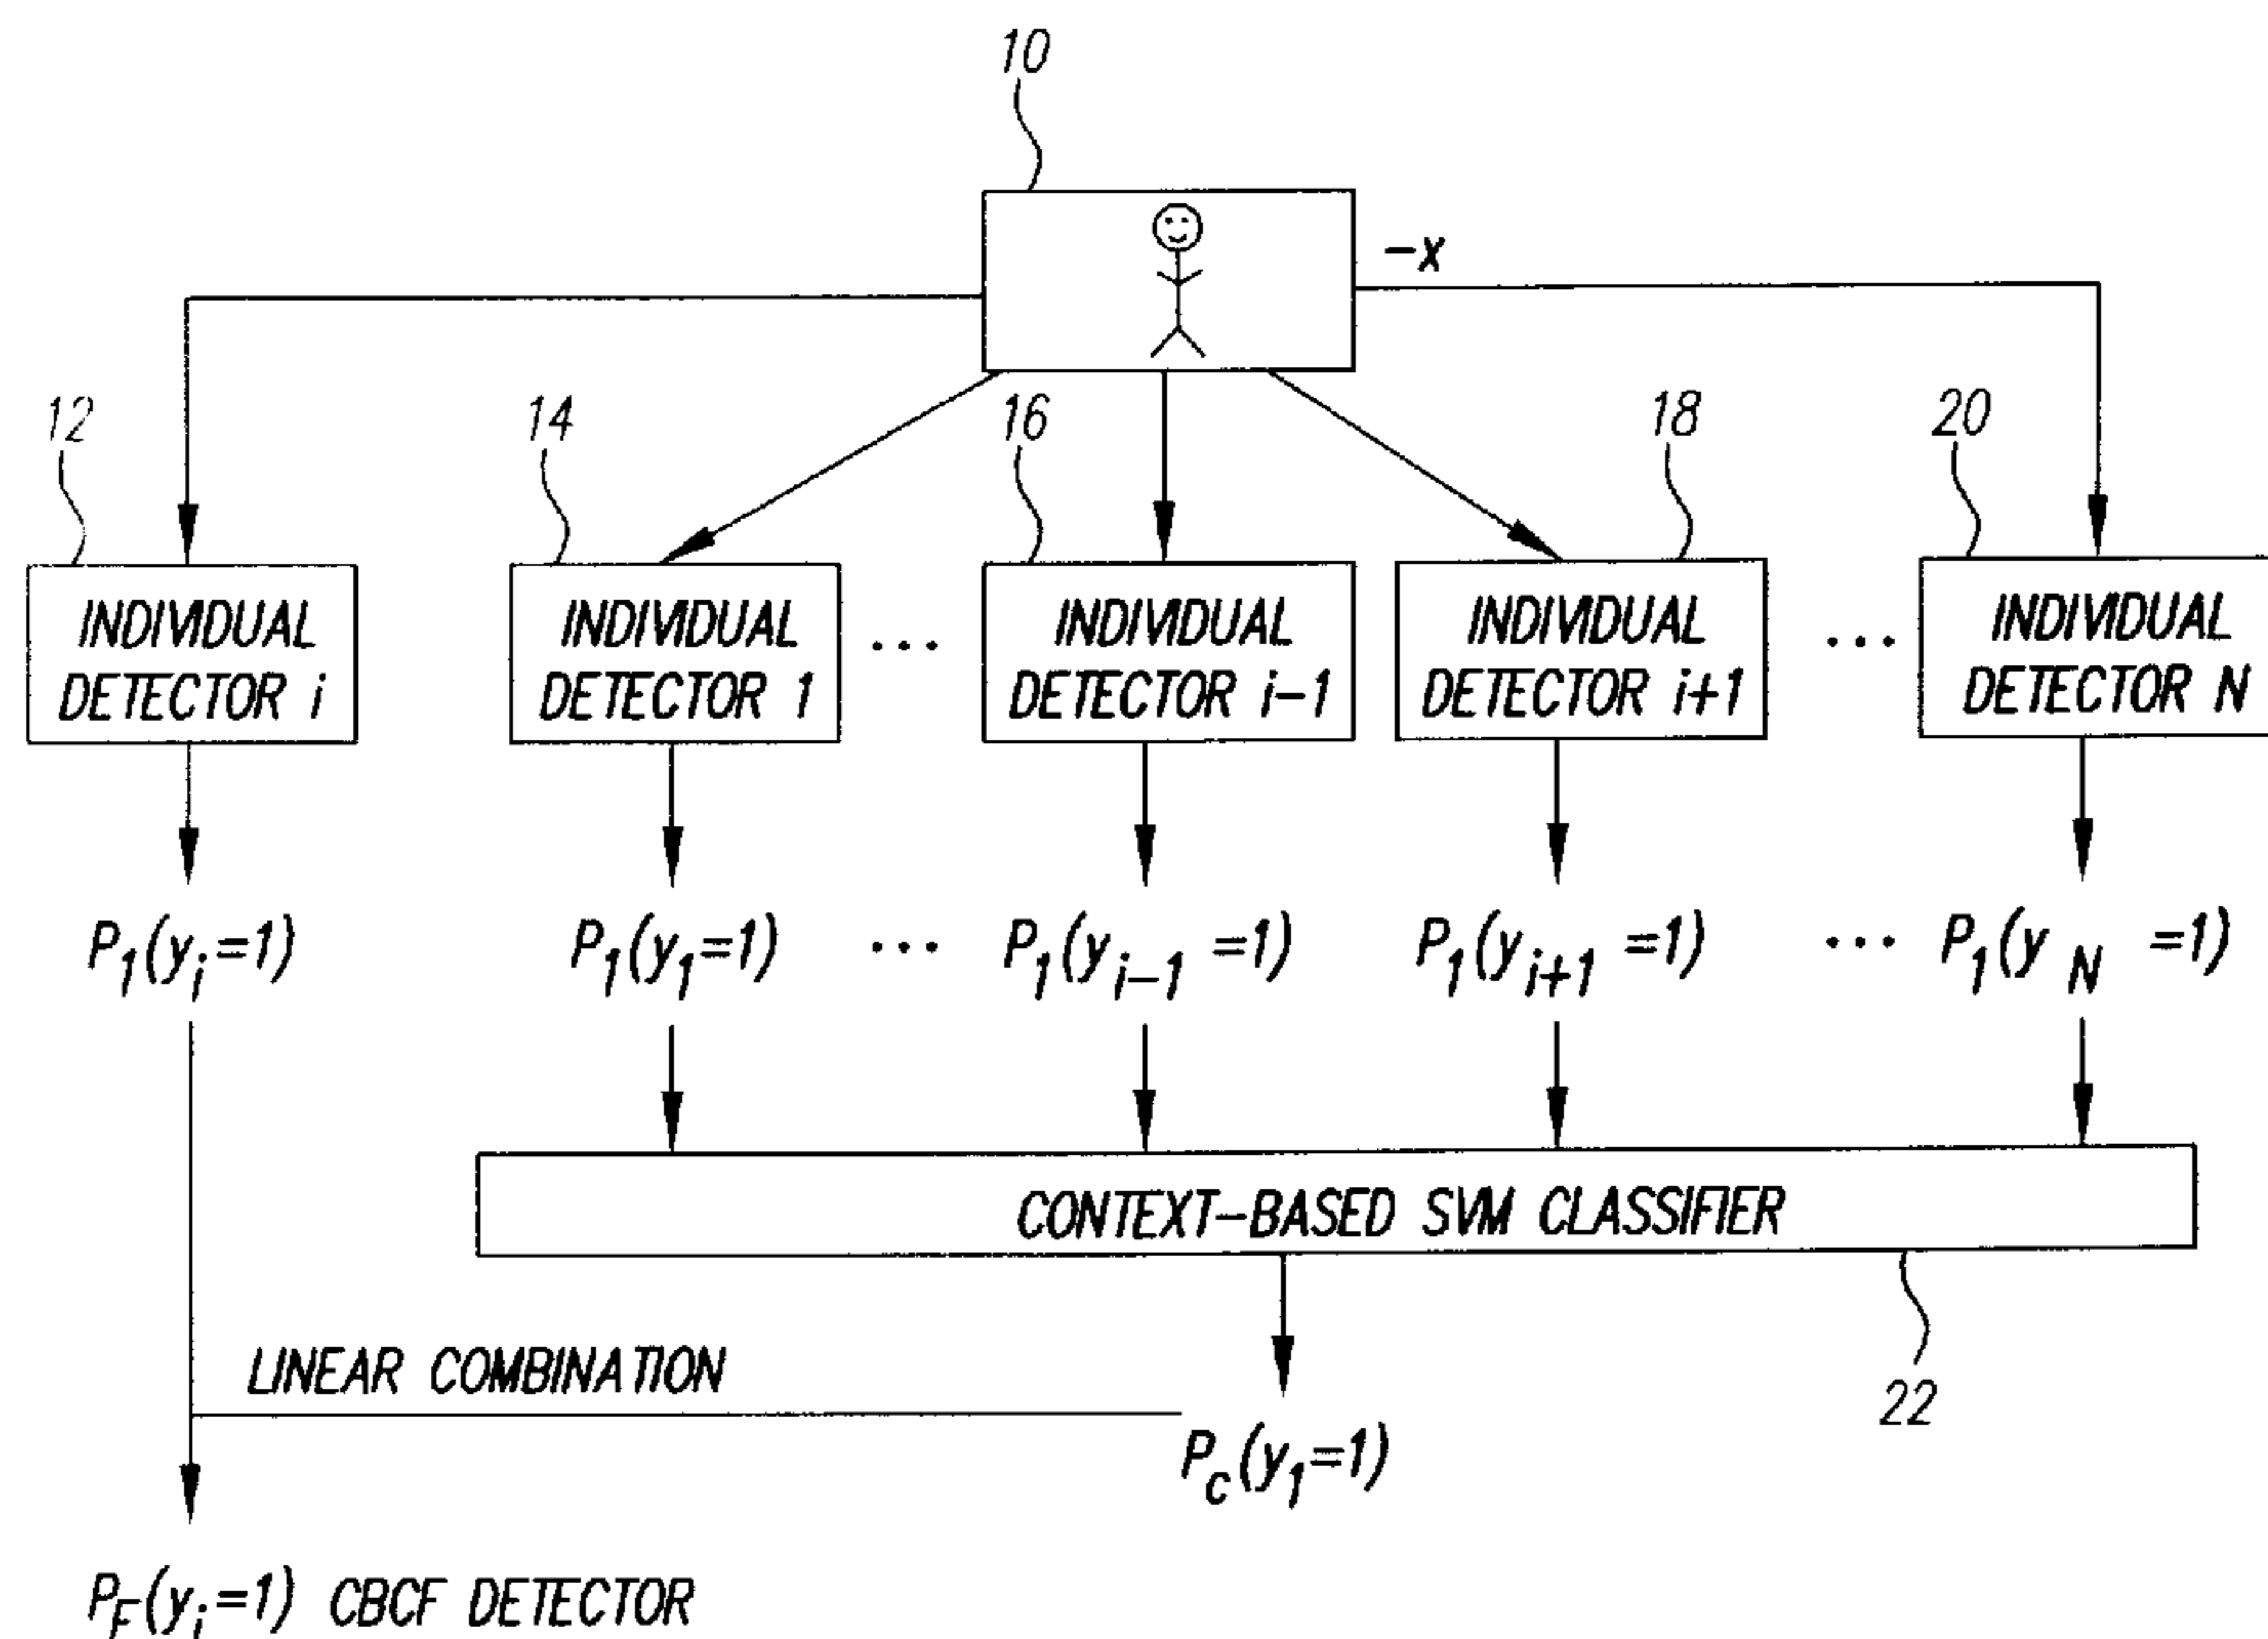 10
-x
12
14
16
18
20
INDIVIDUAL
DETECTOR i
INDIVIDUAL
DETECTOR 1
...
INDIVIDUAL
DETECTOR i-1
INDIVIDUAL
DETECTOR i+1
...
INDIVIDUAL
DETECTOR N
P1(yi=1)
P1(y1=1)
...
P1(yi-1 =1)
P1(yi+1 =1)
...
P1(y N =1)
CONTEXT-BASED SVM CLASSIFIER
22
LINEAR COMBINATION
Pc(y1=1)
PF(yi=1) CBCF DETECTOR